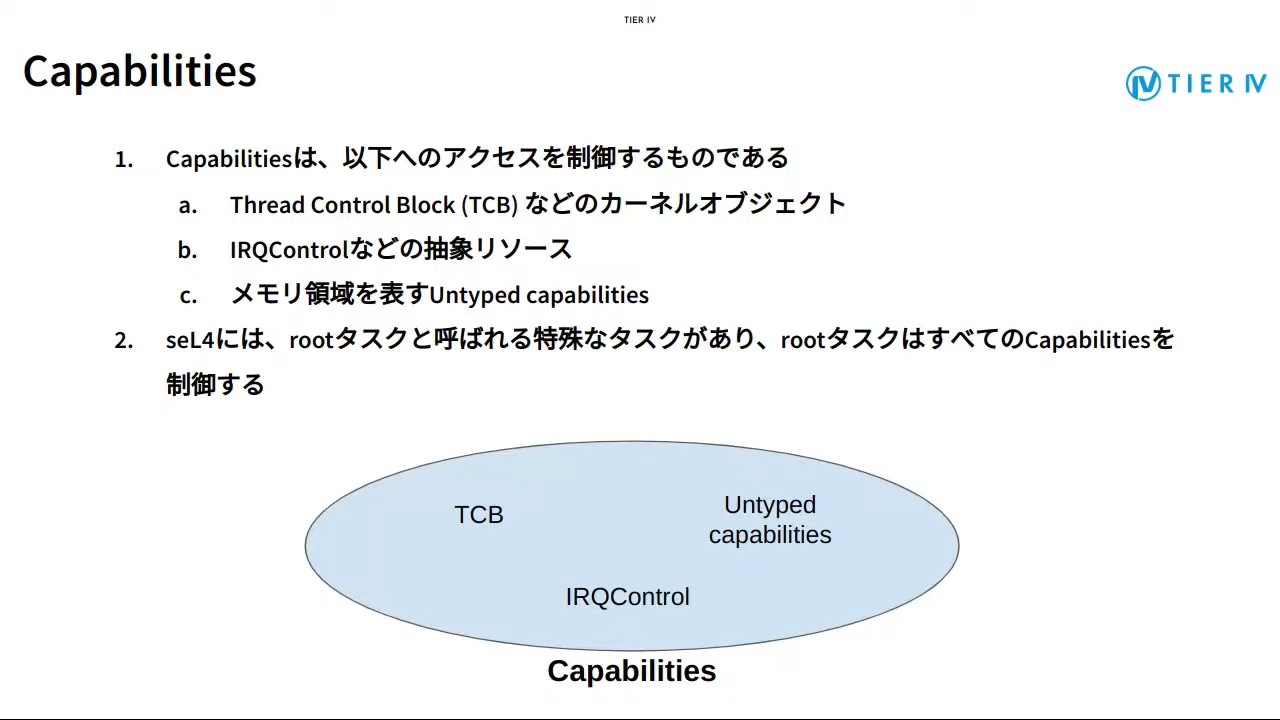 TIER IV
Capabilities
TIER IV
1. Capabilitiesは、以下へのアクセスを制御するものである
a. Thread Control Block (TCB) などのカーネルオブジェクト
b. IRQControlなどの抽象リソース
c. メモリ領域を表すUntyped capabilities
2. seL4には、rootタスクと呼ばれる特殊なタスクがあり、rootタスクはすべてのCapabilitiesを
制御する
TCB
Untyped
capabilities
IRQControl
Capabilities